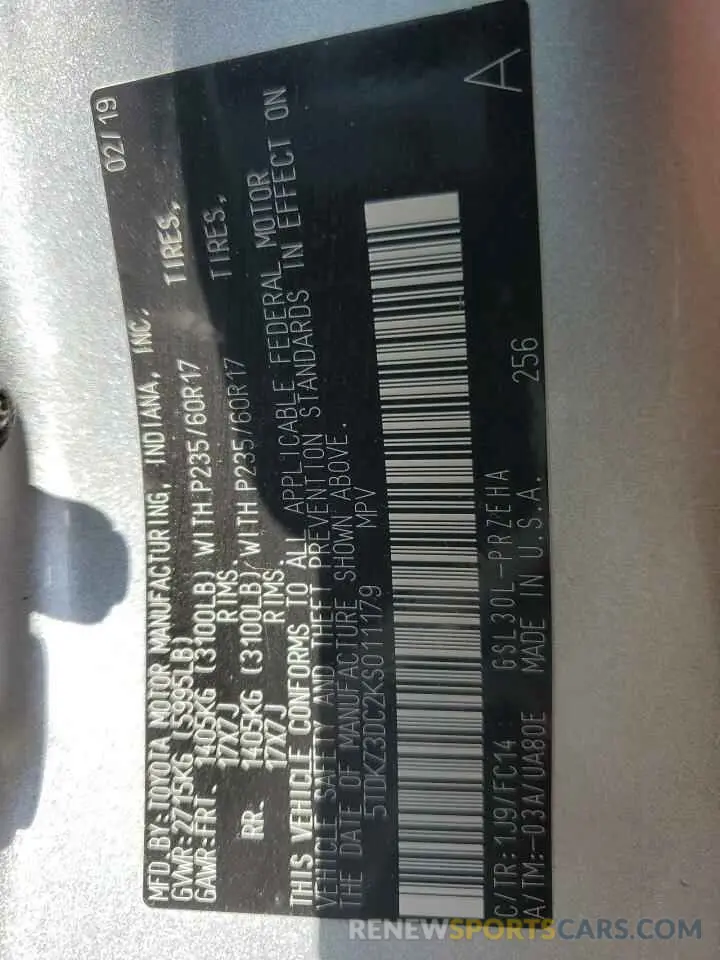 MFD BY: TOYOTA MOTOR MANUFACTURING, INDIANA, INC. 02/19
GVWR: 2715KG (5995LB)
GAWR: FRT. 1405KG (3100LB) WITH P235/60R17 TIRES,
17X7J RIMS.
RR. 1405KG (3100LB) WITH P235/60R17 TIRES,
17X7J RIMS.
THIS VEHICLE CONFORMS TO ALL APPLICABLE FEDERAL MOTOR
VEHICLE SAFETY AND THEFT PREVENTION STANDARDS IN EFFECT ON
THE DATE OF MANUFACTURE SHOWN ABOVE.
5TDKZ3DC2KS011179 MPV
C/TR: 1J9/FC14 GSL30L-PRZEHA A
A/TM:-03A/UA80E MADE IN U.S.A. 256
RENEWSPORTSCARS.COM